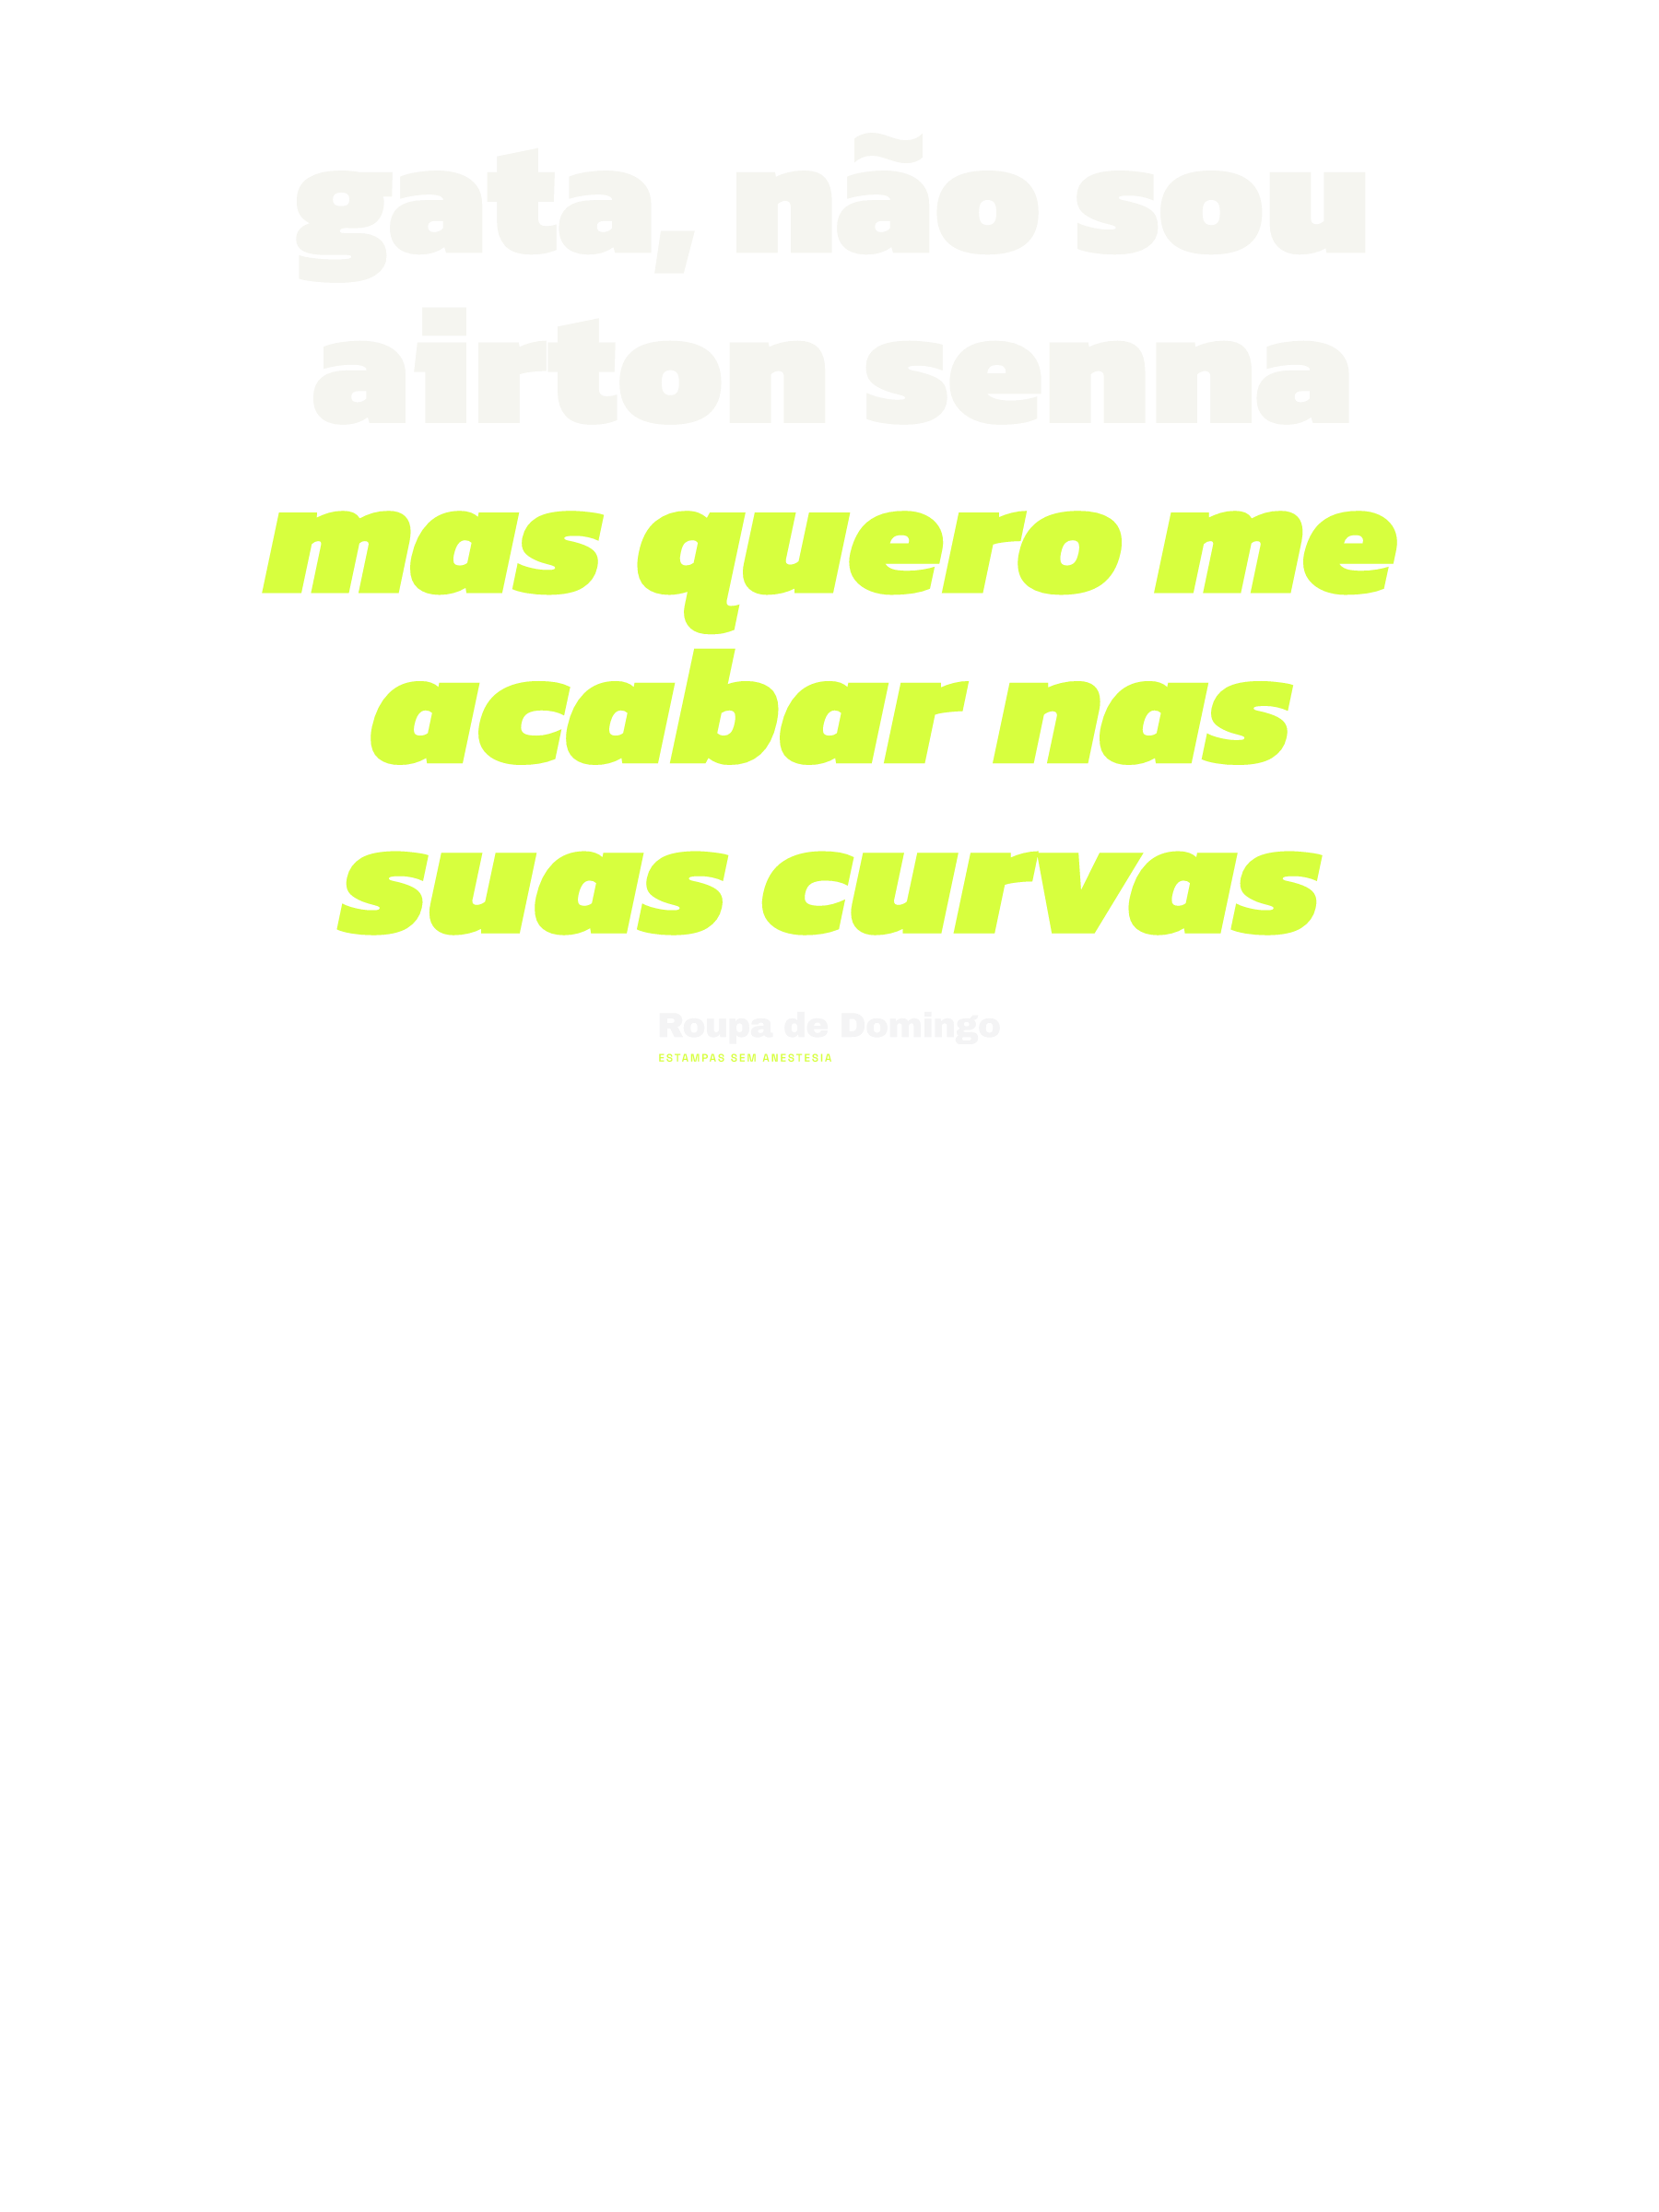 gata, não sou
airton senna
mas quero me
acabar nas
suas curvas
Roupa de Domingo
ESTAMPAS SEM ANESTESIA